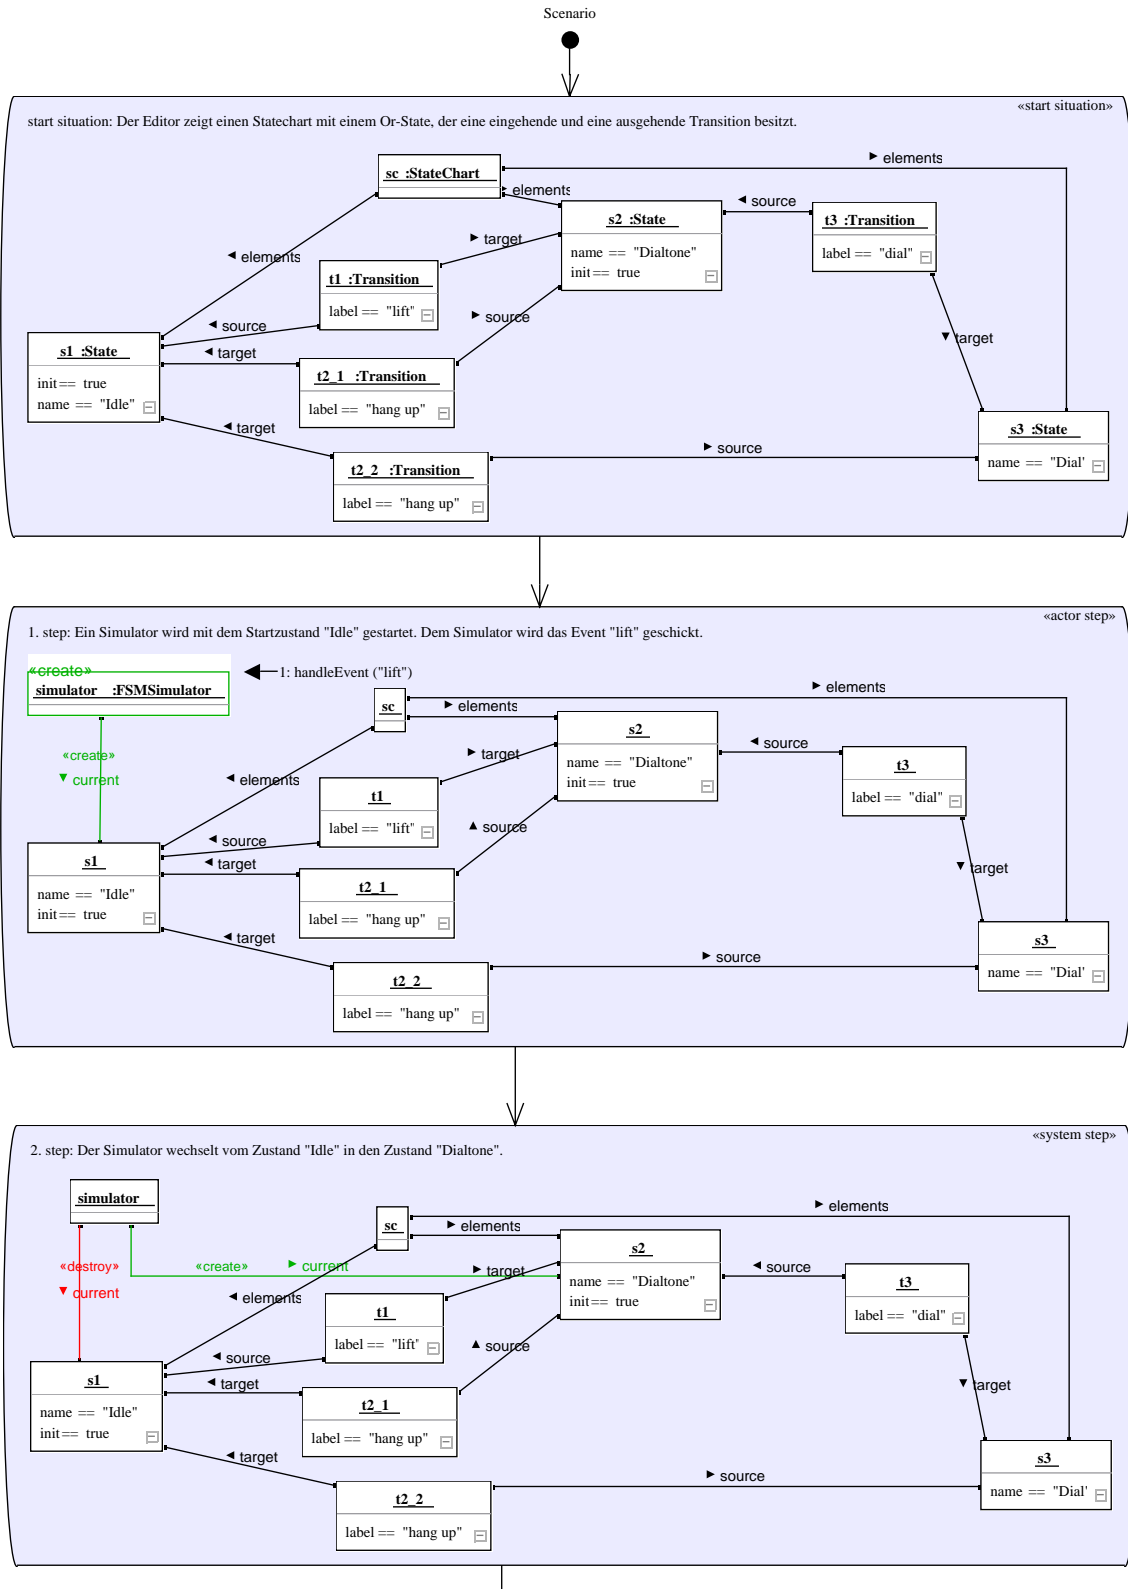 Scenario
«start situation»
start situation: Der Editor zeigt einen Statechart mit einem Or-State, der eine eingehende und eine ausgehende Transition besitzt.
► elements
sc :StateChart
elements
◄ source
s2 :State
t3 :Transition
► target
name == "Dialtone"
label == "dial"
◄ elements
init== true
t1 :Transition
label == "lift"
► source
◄ source
▼ target
s1 :State
◄ target
t2_1 :Transition
init== true
name == "Idle"
label == "hang up"
◄ target
s3 :State
► source
t2_2 :Transition
name == "Dial'
label == "hang up"
«actor step»
1. step: Ein Simulator wird mit dem Startzustand "Idle" gestartet. Dem Simulator wird das Event "lift" geschickt.
«create»
1: handleEvent ("lift")
simulator :FSMSimulator
► elements
sc
► elements
s2
◄ source
«create»
► target
name == "Dialtone"
t3
▼ current
◄ elements
init== true
t1
label == "dial"
label == "lift"
▲ source
◄ source
s1
◄ target
▼ target
t2_1
name == "Idle"
init== true
label == "hang up"
◄ target
s3
► source
t2_2
name == "Dial'
label == "hang up"
«system step»
2. step: Der Simulator wechselt vom Zustand "Idle" in den Zustand "Dialtone".
simulator
► elements
sc
► elements
s2
«destroy»
«create»
► current
► target
◄ source
name == "Dialtone"
t3
▼ current
◄ elements
init== true
t1
label == "dial"
label == "lift'
▲ source
◄ source
s1
◄ target
▼ target
t2_1
name == "Idle"
init== true
label == "hang up"
◄ target
s3
► source
t2_2
name == "Dial'
label == "hang up"